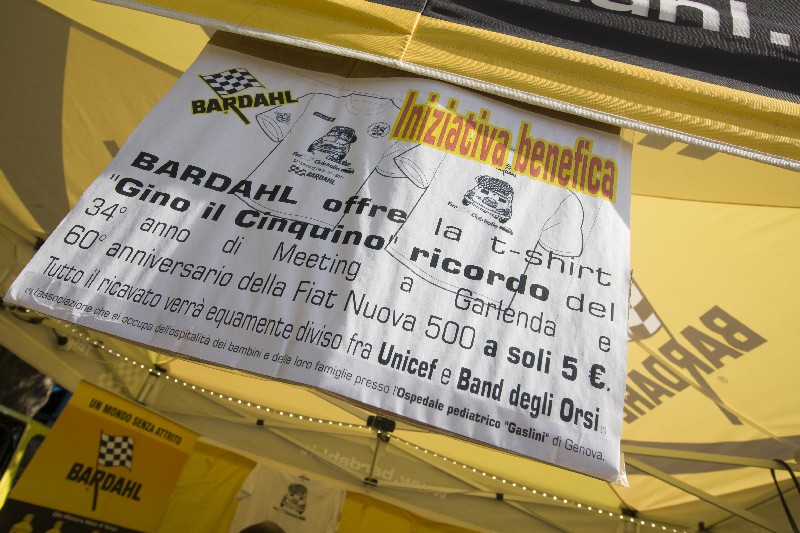 BARDAHL
Iniziativa benefica
BARDAHL offre la t-shirt
"Gino il Cinquino" ricordo del
34° anno di Meeting a Garlenda e
60° anniversario della Fiat Nuova 500 a soli 5 €.
Tutto il ricavato verrà equamente diviso fra Unicef e Band degli Orsi(*).
(*) l'associazione che si occupa dell'ospitalità dei bambini e delle loro famiglie presso l'Ospedale pediatrico "Gaslini" di Genova.
BARDAHL
BARDAHL
UN MONDO SENZA ATTRITO
BARDAHL